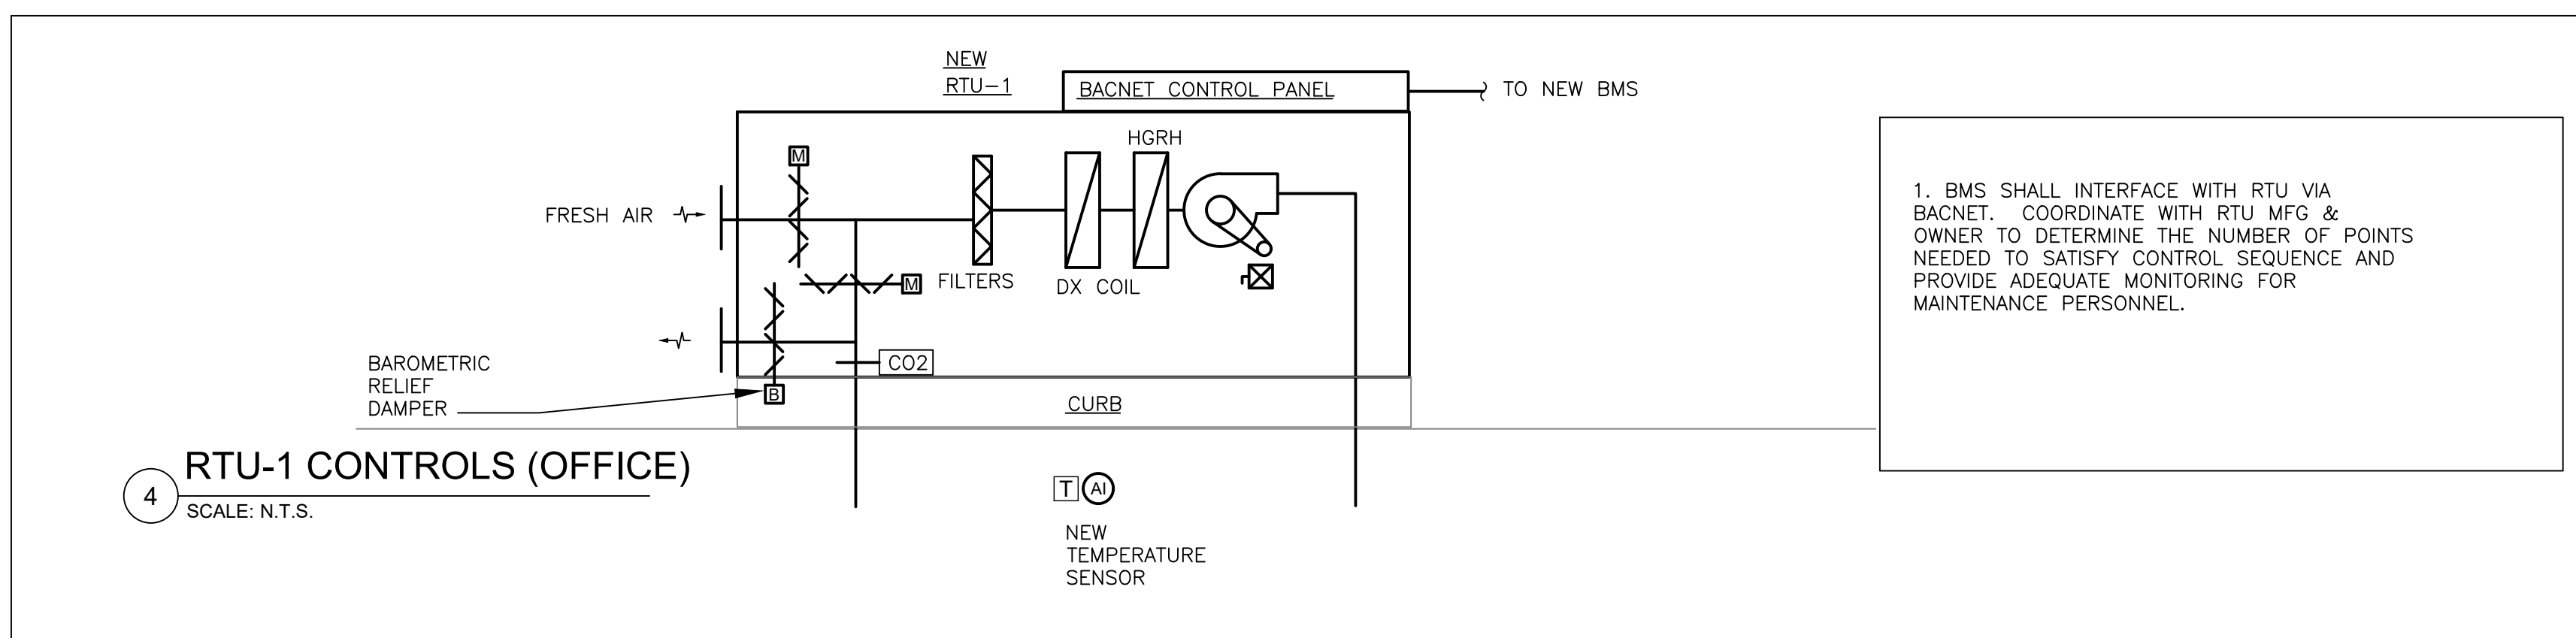 NEW
RTU-1
BACNET CONTROL PANEL
TO NEW BMS
HGRH
M
FRESH AIR
M
FILTERS
DX COIL
CO2
BAROMETRIC
RELIEF
DAMPER
B
CURB
1. BMS SHALL INTERFACE WITH RTU VIA
BACNET. COORDINATE WITH RTU MFG &
OWNER TO DETERMINE THE NUMBER OF POINTS
NEEDED TO SATISFY CONTROL SEQUENCE AND
PROVIDE ADEQUATE MONITORING FOR
MAINTENANCE PERSONNEL.
4
RTU-1 CONTROLS (OFFICE)
SCALE: N.T.S.
T AI
NEW
TEMPERATURE
SENSOR